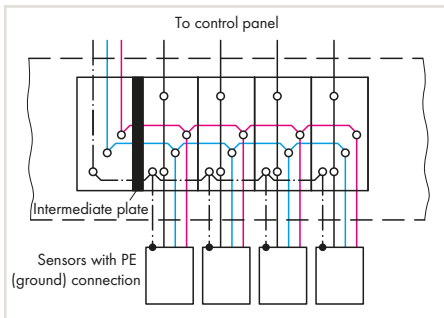 To control panel
Intermediate plate
Sensors with PE
(ground) connection